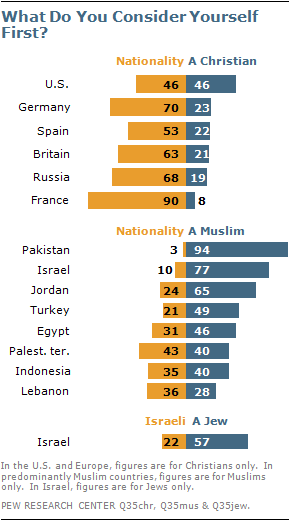 What Do You Consider Yourself
First?
Nationality A Christian
U.S. 46 46
Germany 70 23
Spain 53 22
Britain 63 21
Russia 68 19
France 90 8
Nationality A Muslim
Pakistan 3 94
Israel 10 77
Jordan 24 65
Turkey 21 49
Egypt 31 46
Palest. ter. 43 40
Indonesia 35 40
Lebanon 36 28
Israeli A Jew
Israel 22 57
In the U.S. and Europe, figures are for Christians only. In
predominantly Muslim countries, figures are for Muslims
only. In Israel, figures are for Jews only.
PEW RESEARCH CENTER Q35chr, Q35mus & Q35jew.